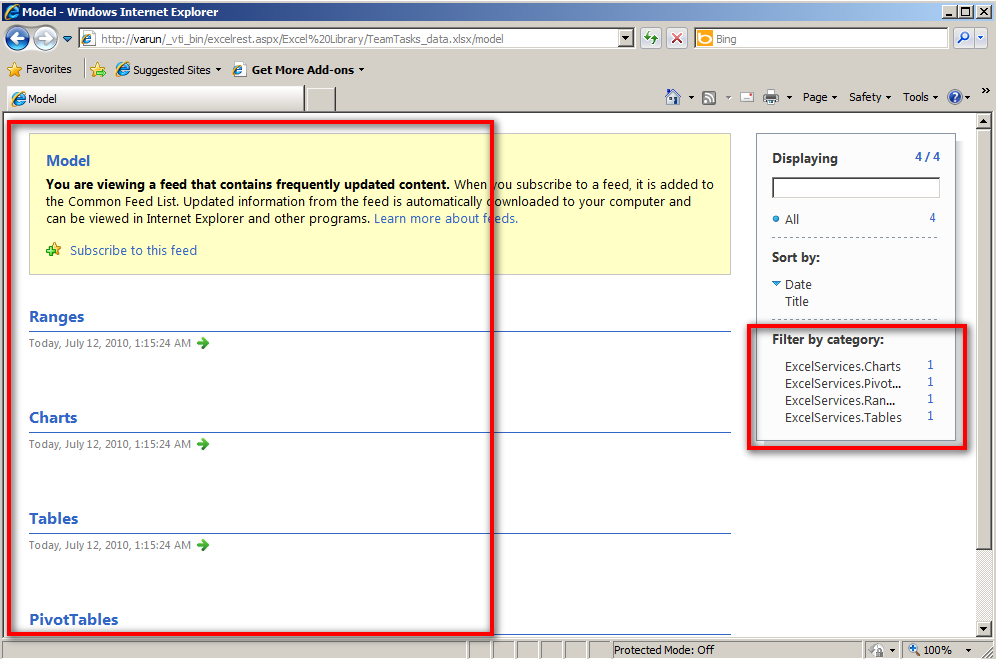 Model - Windows Internet Explorer
http://varun/_vti_bin/excelrest.aspx/Excel%20Library/TeamTasks_data.xlsx/model
Bing
Favorites
Suggested Sites
Get More Add-ons
Model
Page
Safety
Tools
»
Model
You are viewing a feed that contains frequently updated content. When you subscribe to a feed, it is added to
the Common Feed List. Updated information from the feed is automatically downloaded to your computer and
can be viewed in Internet Explorer and other programs. Learn more about feeds.
Subscribe to this feed
Ranges
Today, July 12, 2010, 1:15:24 AM
Charts
Today, July 12, 2010, 1:15:24 AM
Tables
Today, July 12, 2010, 1:15:24 AM
PivotTables
Displaying 4 / 4
All 4
Sort by:
Date
Title
Filter by category:
ExcelServices.Charts 1
ExcelServices.Pivot... 1
ExcelServices.Ran... 1
ExcelServices.Tables 1
Protected Mode: Off
100%